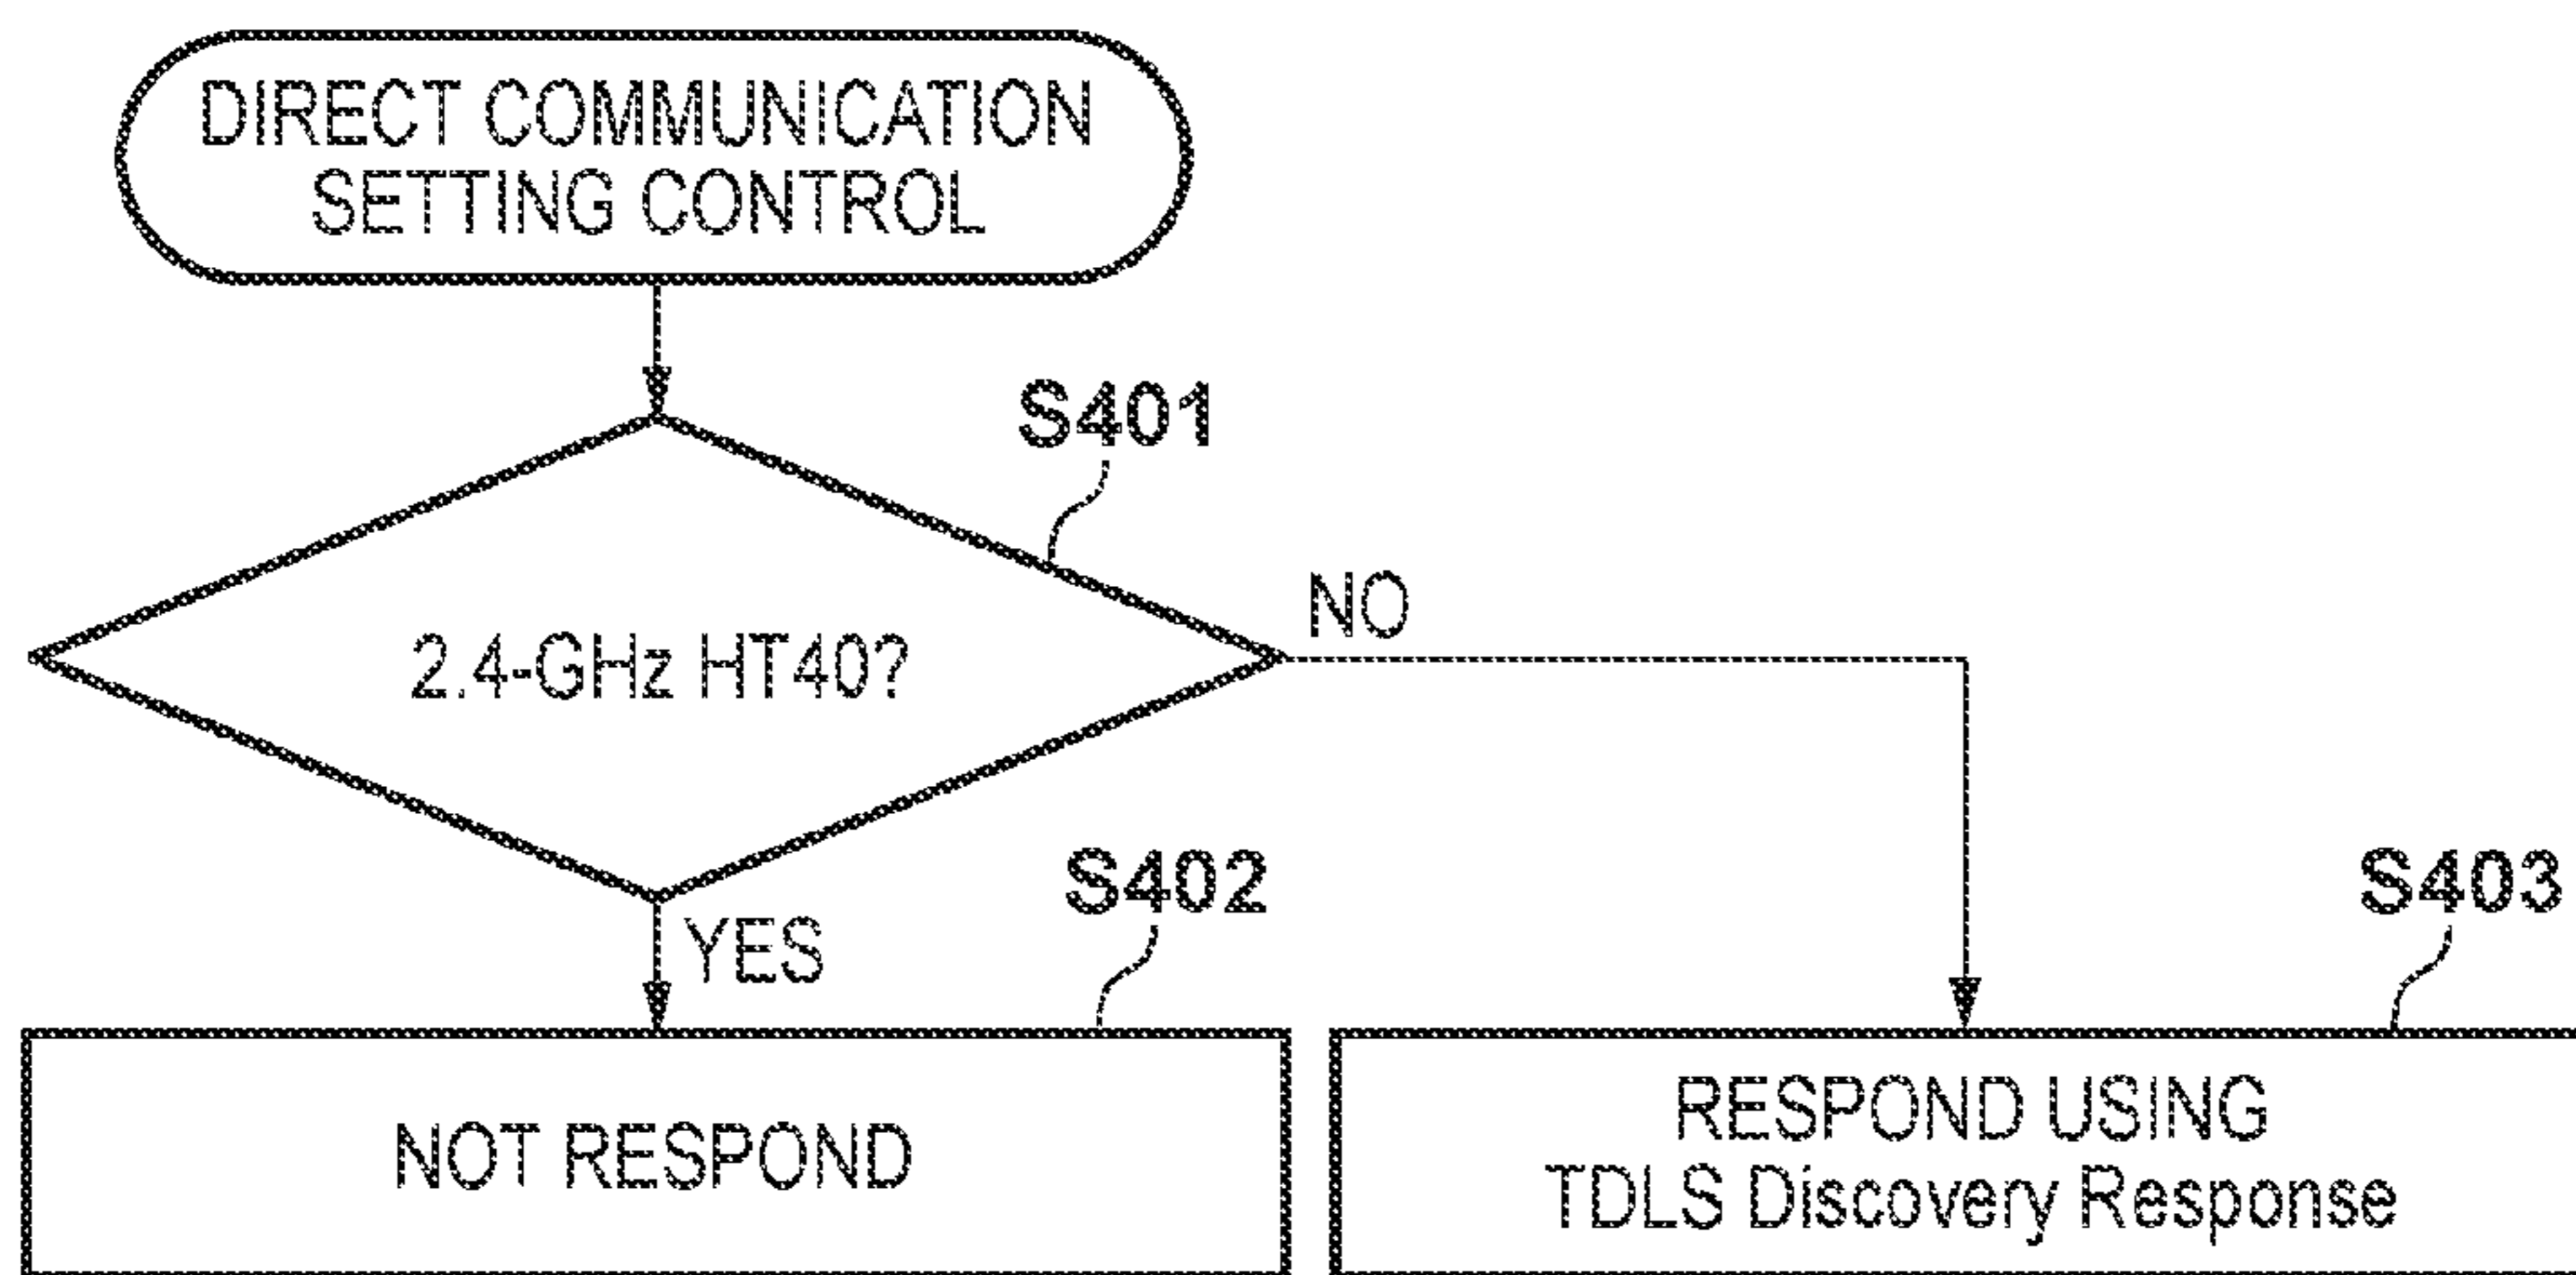 DIRECT COMMUNICATION
SETTING CONTROL
S401
2.4-GHz HT40?
NO
YES
S402
S403
NOT RESPOND
RESPOND USING
TDLS Discovery Response